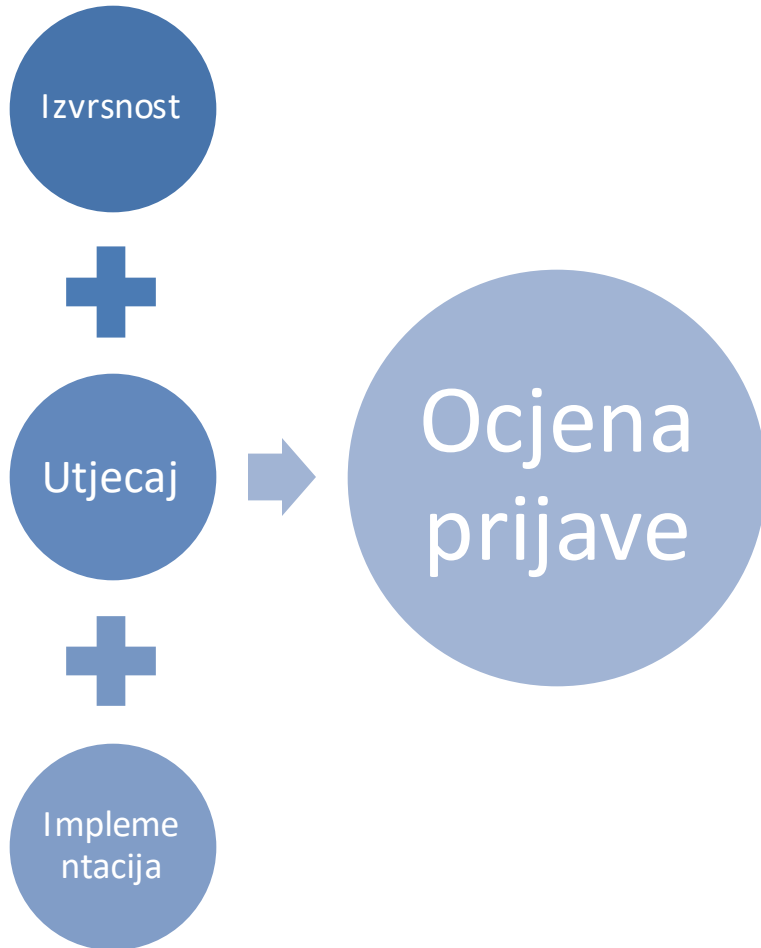 Izvrsnost
Utjecaj
Impleme
ntacija
Ocjena
prijave